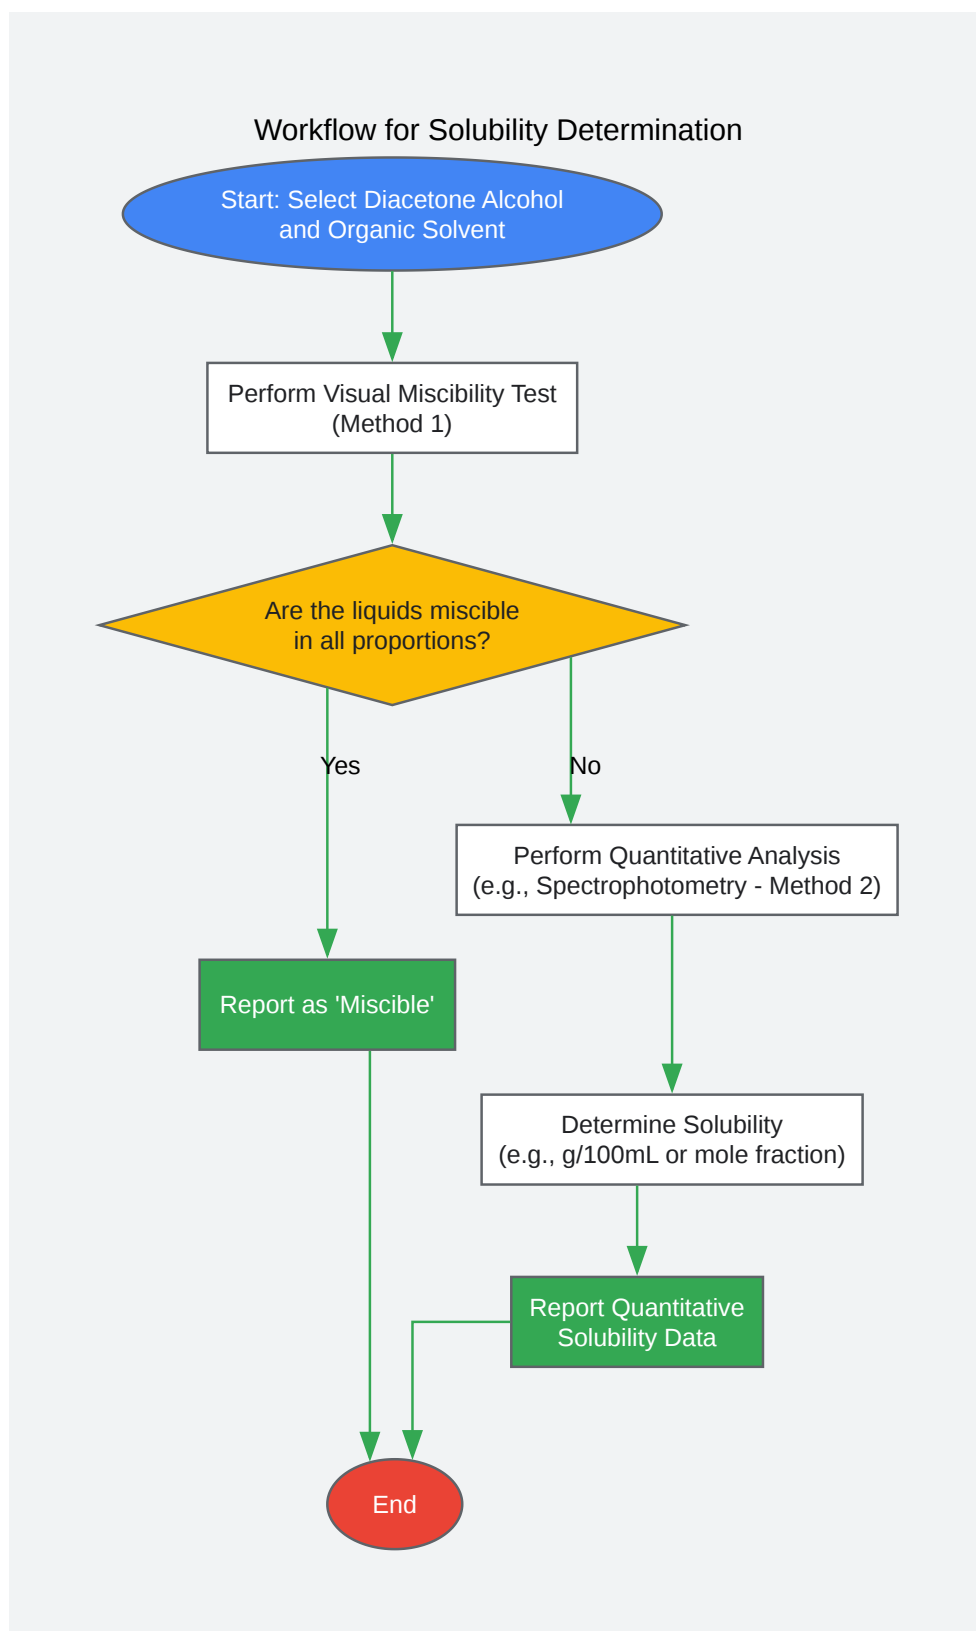 Workflow for Solubility Determination
Start: Select Diacetone Alcohol
and Organic Solvent
Perform Visual Miscibility Test
(Method 1)
Are the liquids miscible
in all proportions?
Yes
No
Perform Quantitative Analysis
(e.g., Spectrophotometry - Method 2)
Report as 'Miscible'
Determine Solubility
(e.g., g/100mL or mole fraction)
Report Quantitative
Solubility Data
End